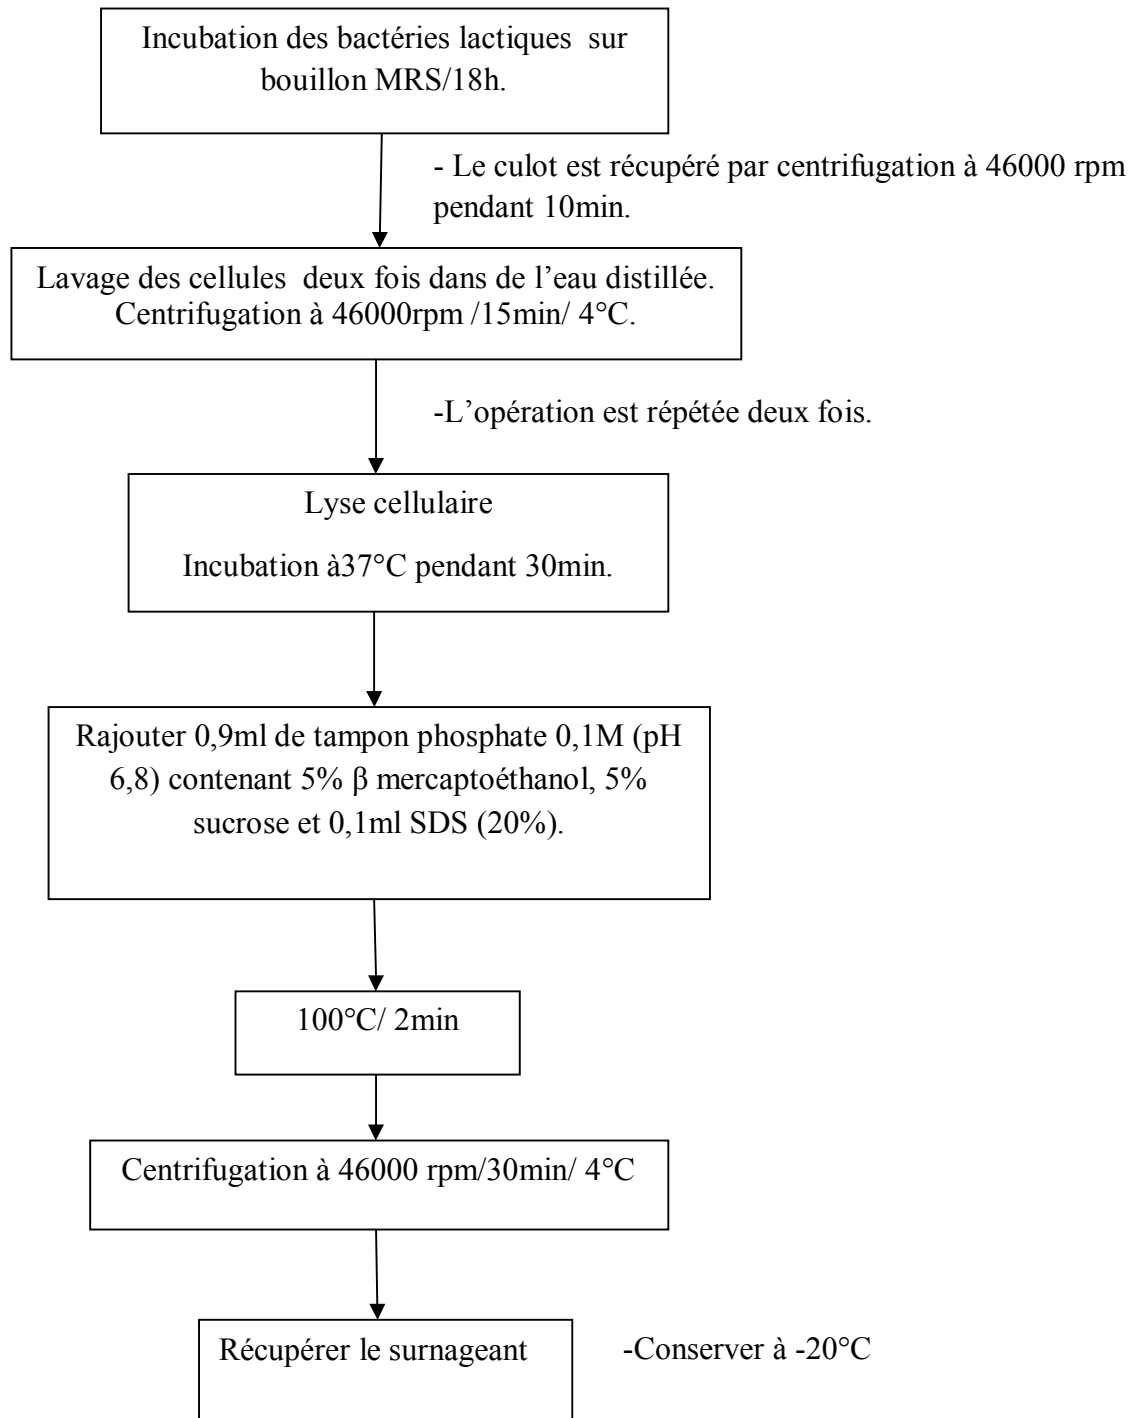 Incubation des bactéries lactiques sur
bouillon MRS/18h.
- Le culot est récupéré par centrifugation à 46000 rpm
pendant 10min.
Lavage des cellules deux fois dans de l’eau distillée.
Centrifugation à 46000rpm /15min/ 4°C.
-L’opération est répétée deux fois.
Lyse cellulaire
Incubation à37°C pendant 30min.
Rajouter 0,9ml de tampon phosphate 0,1M (pH
6,8) contenant 5% β mercaptoéthanol, 5%
sucrose et 0,1ml SDS (20%).
100°C/ 2min
Centrifugation à 46000 rpm/30min/ 4°C
Récupérer le surnageant
-Conserver à -20°C